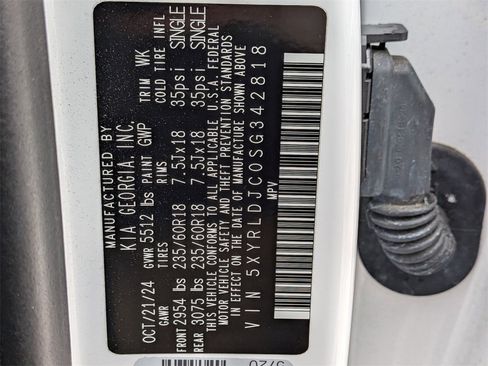 MANUFACTURED BY
KIA GEORGIA, INC.
OCT/21/24 GVWR 5512 lbs PAINT GWP TRIM WK
GAWR TIRES RIMS COLD TIRE INFL
FRONT 2954 lbs 235/60R18 7.5Jx18 35psi SINGLE
REAR 3075 lbs 235/60R18 7.5Jx18 35psi SINGLE
THIS VEHICLE CONFORMS TO ALL APPLICABLE U.S.A. FEDERAL
MOTOR VEHICLE SAFETY AND THEFT PREVENTION STANDARDS
IN EFFECT ON THE DATE OF MANUFACTURE SHOWN ABOVE
VIN 5XYRLDJC0SG342818
MPV